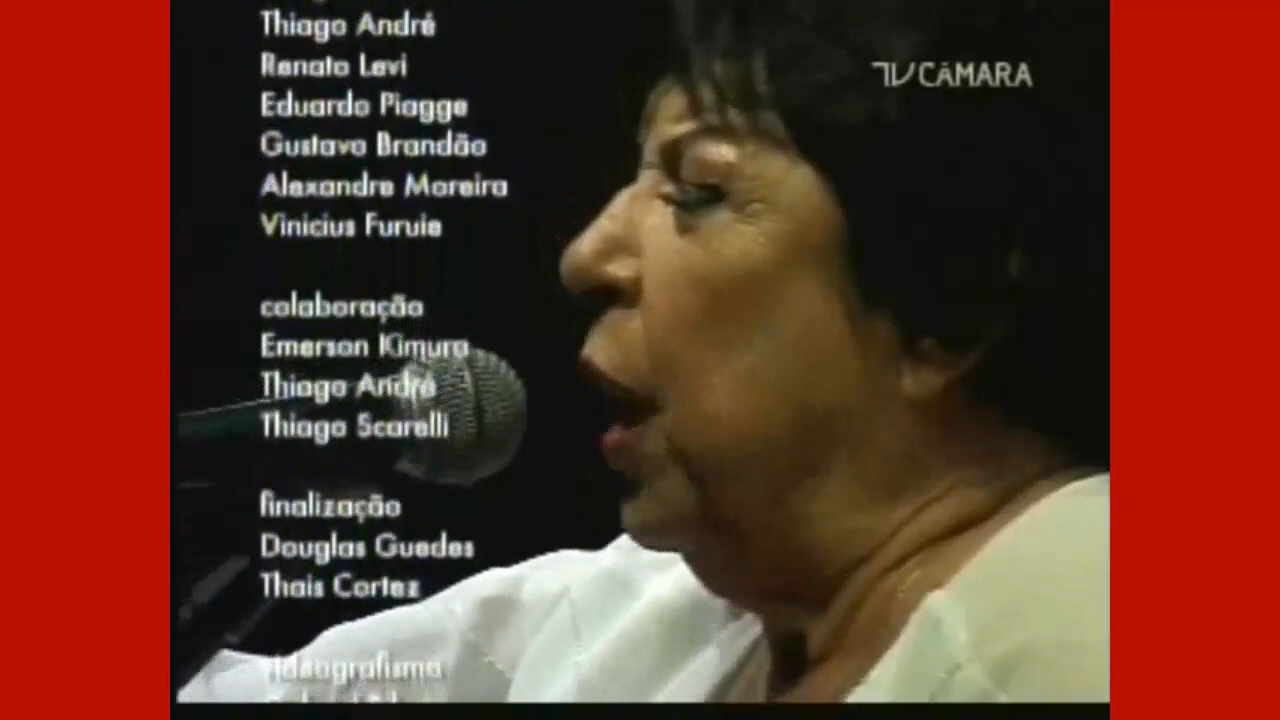 Thiago André
Renato Levi
Eduardo Piagge
Gustavo Brandão
Alexandre Moreira
Vinicius Furuie
colaboração
Emerson Kimura
Thiago André
Thiago Scarelli
finalização
Douglas Guedes
Thais Cortez
videografismo
TV CÂMARA